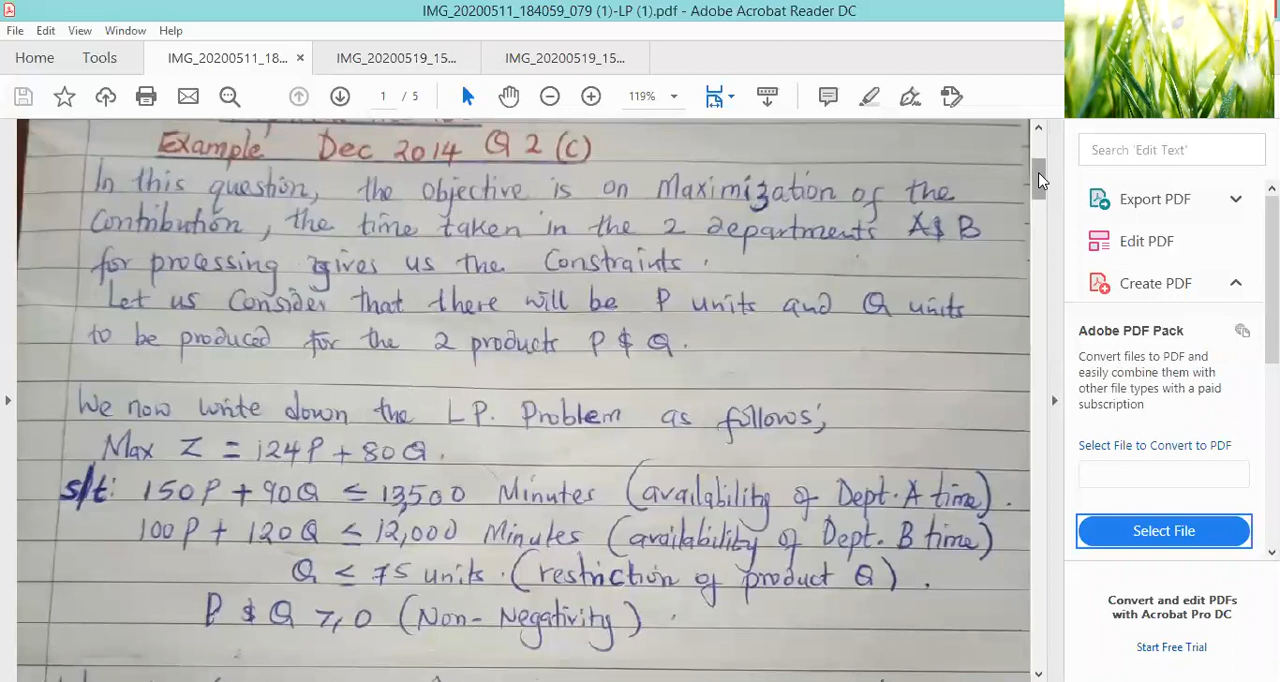 IMG_20200511_184059_079 (1)-LP (1).pdf - Adobe Acrobat Reader DC
File Edit View Window Help
Home Tools IMG_20200511_18... × IMG_20200519_15... IMG_20200519_15...
1 / 5 119%
Example Dec 2014 Q 2 (c)
In this question, the objective is on Maximization of the
Contribution, the time taken in the 2 departments A & B
for processing gives us the Constraints.
Let us Consider that there will be P units and Q units
to be produced for the 2 products P & Q.
We now write down the LP. Problem as follows;
Max Z = 124P + 80Q.
s/t: 150P + 90Q ≤ 13,500 Minutes (availability of Dept. A time).
100P + 120Q ≤ 12,000 Minutes (availability of Dept. B time)
Q ≤ 75 units. (restriction of product Q).
P & Q ≥ 0 (Non-Negativity).
Search 'Edit Text'
Export PDF
Edit PDF
Create PDF
Adobe PDF Pack
Convert files to PDF and
easily combine them with
other file types with a paid
subscription
Select File to Convert to PDF
Select File
Convert and edit PDFs
with Acrobat Pro DC
Start Free Trial